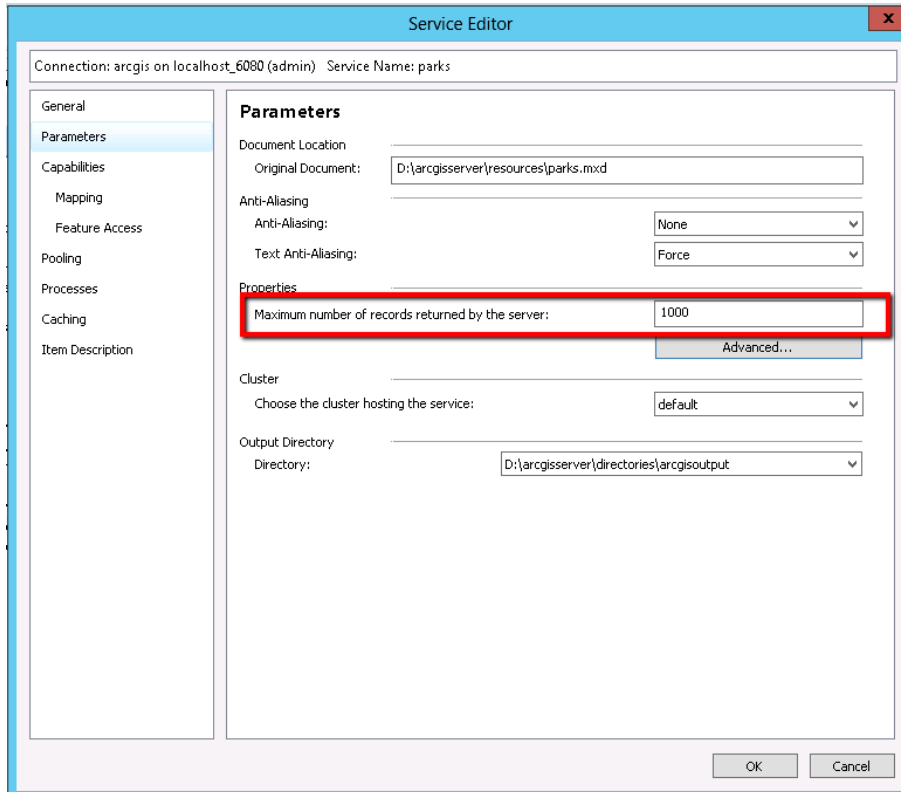 Service Editor
x
Connection: arcgis on localhost_6080 (admin) Service Name: parks
General
Parameters
Capabilities
Mapping
Feature Access
Pooling
Processes
Caching
Item Description
Parameters
Document Location
Original Document: D:\arcgisserver\resources\parks.mxd
Anti-Aliasing
Anti-Aliasing: None
Text Anti-Aliasing: Force
Properties
Maximum number of records returned by the server: 1000
Advanced...
Cluster
Choose the cluster hosting the service: default
Output Directory
Directory: D:\arcgisserver\directories\arcgisoutput
OK Cancel